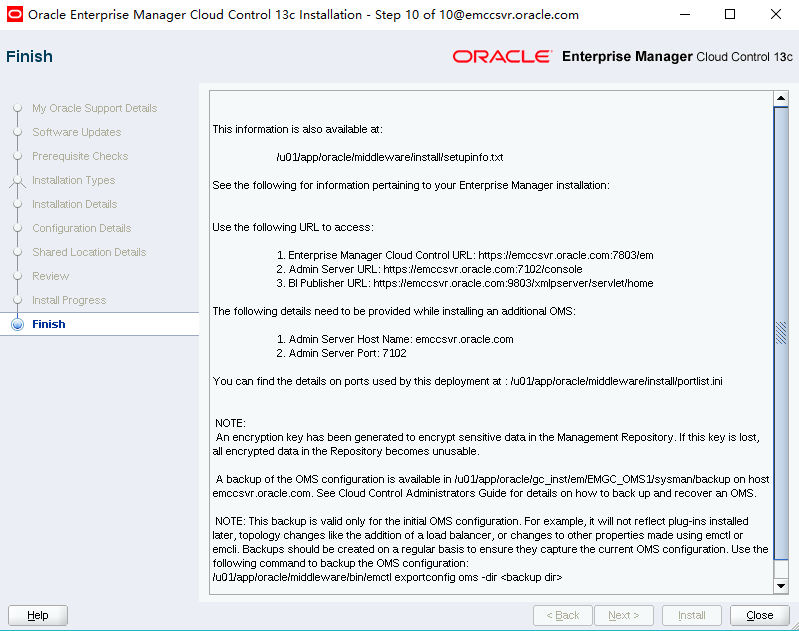 Oracle Enterprise Manager Cloud Control 13c Installation - Step 10 of 10@emccsvr.oracle.com
Finish
ORACLE Enterprise Manager Cloud Control 13c
My Oracle Support Details
Software Updates
Prerequisite Checks
Installation Types
Installation Details
Configuration Details
Shared Location Details
Review
Install Progress
Finish
This information is also available at:
/u01/app/oracle/middleware/install/setupinfo.txt
See the following for information pertaining to your Enterprise Manager installation:
Use the following URL to access:
1. Enterprise Manager Cloud Control URL: https://emccsvr.oracle.com:7803/em
2. Admin Server URL: https://emccsvr.oracle.com:7102/console
3. BI Publisher URL: https://emccsvr.oracle.com:9803/xmlpserver/servlet/home
The following details need to be provided while installing an additional OMS:
1. Admin Server Host Name: emccsvr.oracle.com
2. Admin Server Port: 7102
You can find the details on ports used by this deployment at : /u01/app/oracle/middleware/install/portlist.ini
NOTE:
An encryption key has been generated to encrypt sensitive data in the Management Repository. If this key is lost,
all encrypted data in the Repository becomes unusable.
A backup of the OMS configuration is available in /u01/app/oracle/gc_inst/em/EMGC_OMS1/sysman/backup on host
emccsvr.oracle.com. See Cloud Control Administrators Guide for details on how to back up and recover an OMS.
NOTE: This backup is valid only for the initial OMS configuration. For example, it will not reflect plug-ins installed
later, topology changes like the addition of a load balancer, or changes to other properties made using emctl or
emcli. Backups should be created on a regular basis to ensure they capture the current OMS configuration. Use the
following command to backup the OMS configuration:
/u01/app/oracle/middleware/bin/emctl exportconfig oms -dir <backup dir>
Help
< Back
Next >
Install
Close